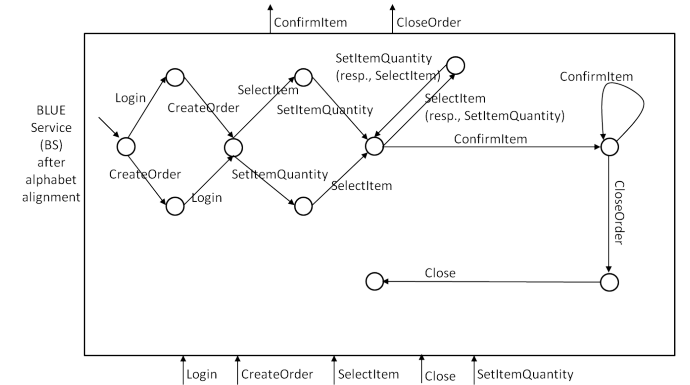 ConfirmItem
CloseOrder
SetItemQuantity
(resp., SelectItem)
ConfirmItem
Login
SelectItem
CreateOrder
SetItemQuantity
SelectItem
(resp., SetItemQuantity)
BLUE
Service
(BS)
after
alphabet
alignment
ConfirmItem
CreateOrder
SetItemQuantity
Login
SelectItem
CloseOrder
Close
Login
CreateOrder
SelectItem
Close
SetItemQuantity